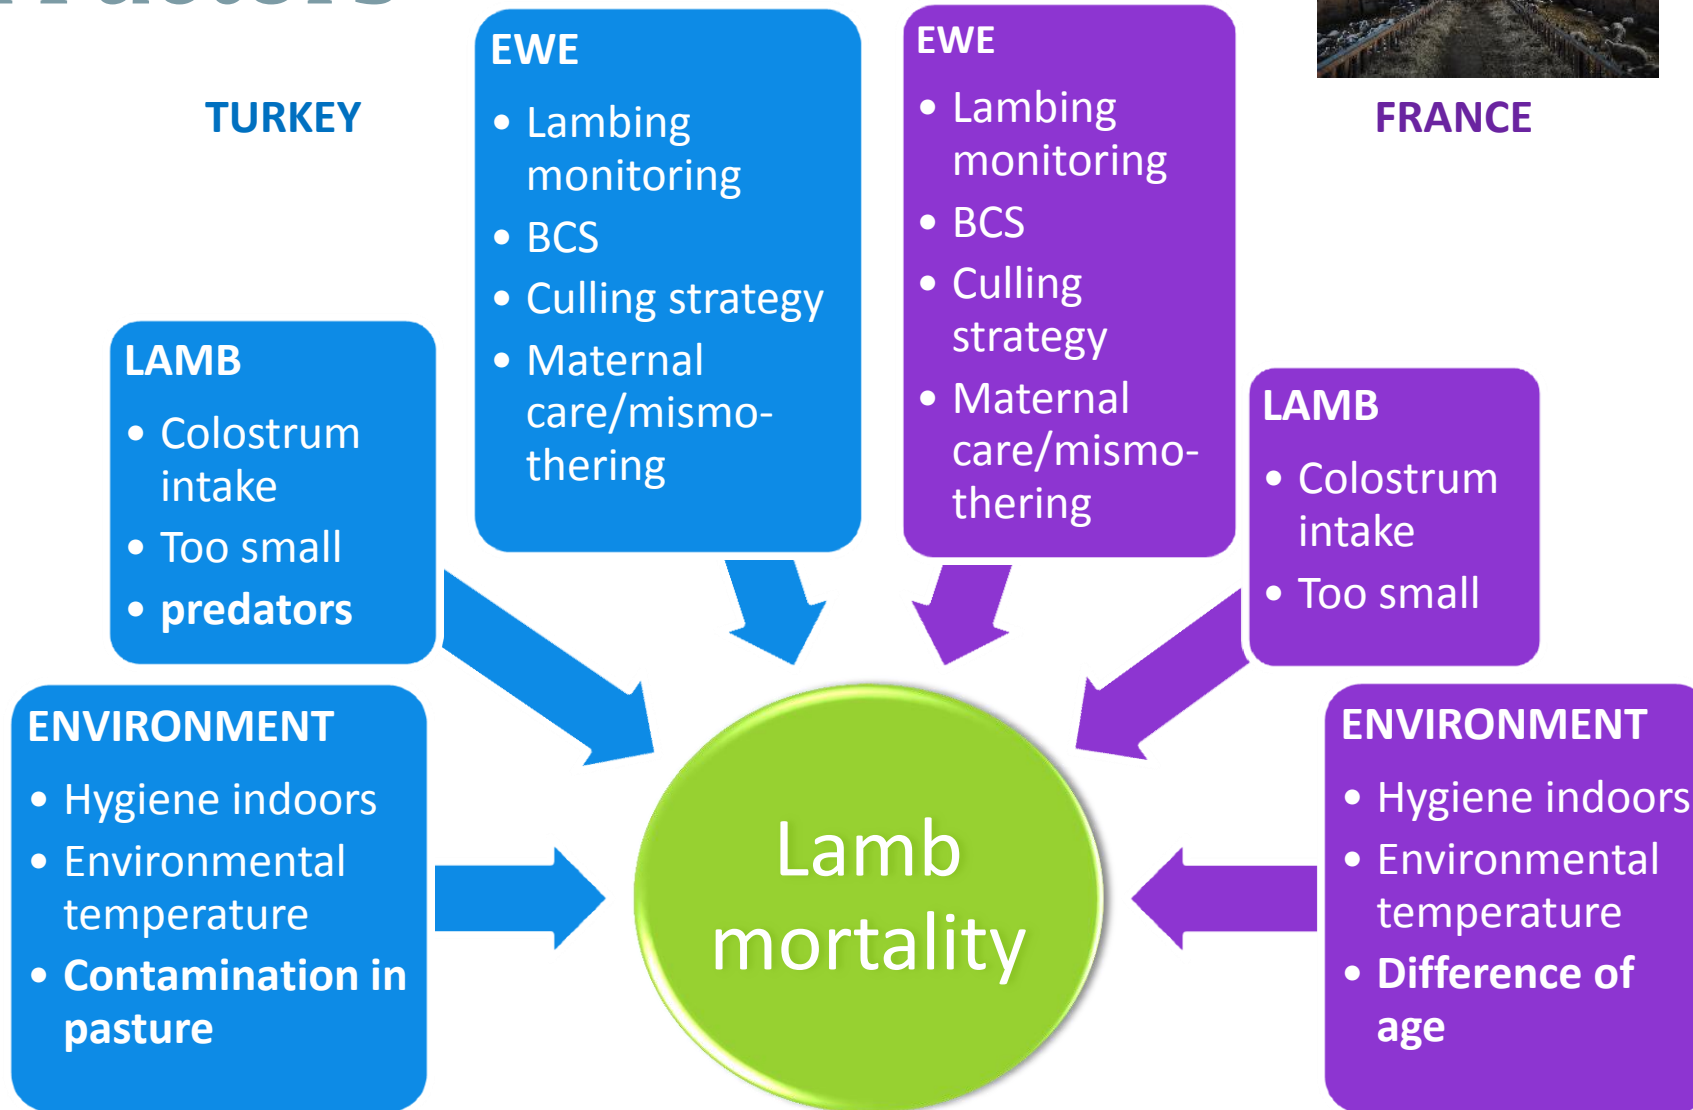 TURKEY
EWE
• Lambing
monitoring
• BCS
• Culling strategy
• Maternal
care/mismo-
thering
EWE
• Lambing
monitoring
• BCS
• Culling
strategy
• Maternal
care/mismo-
thering
FRANCE
LAMB
• Colostrum
intake
• Too small
• predators
LAMB
• Colostrum
intake
• Too small
ENVIRONMENT
• Hygiene indoors
• Environmental
temperature
• Contamination in
pasture
Lamb
mortality
ENVIRONMENT
• Hygiene indoors
• Environmental
temperature
• Difference of
age